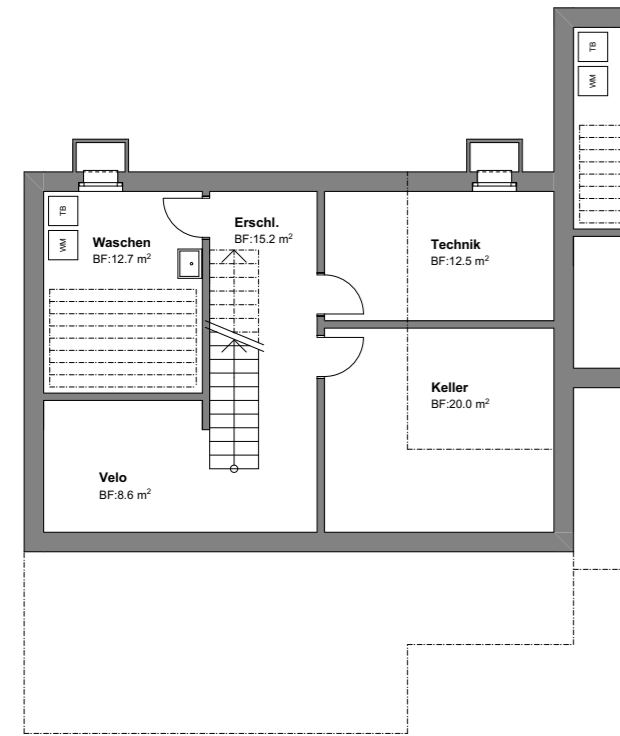 TB
WM
TB
WM
Waschen
BF:12.7 m²
Erschl.
BF:15.2 m²
Technik
BF:12.5 m²
Keller
BF:20.0 m²
Velo
BF:8.6 m²